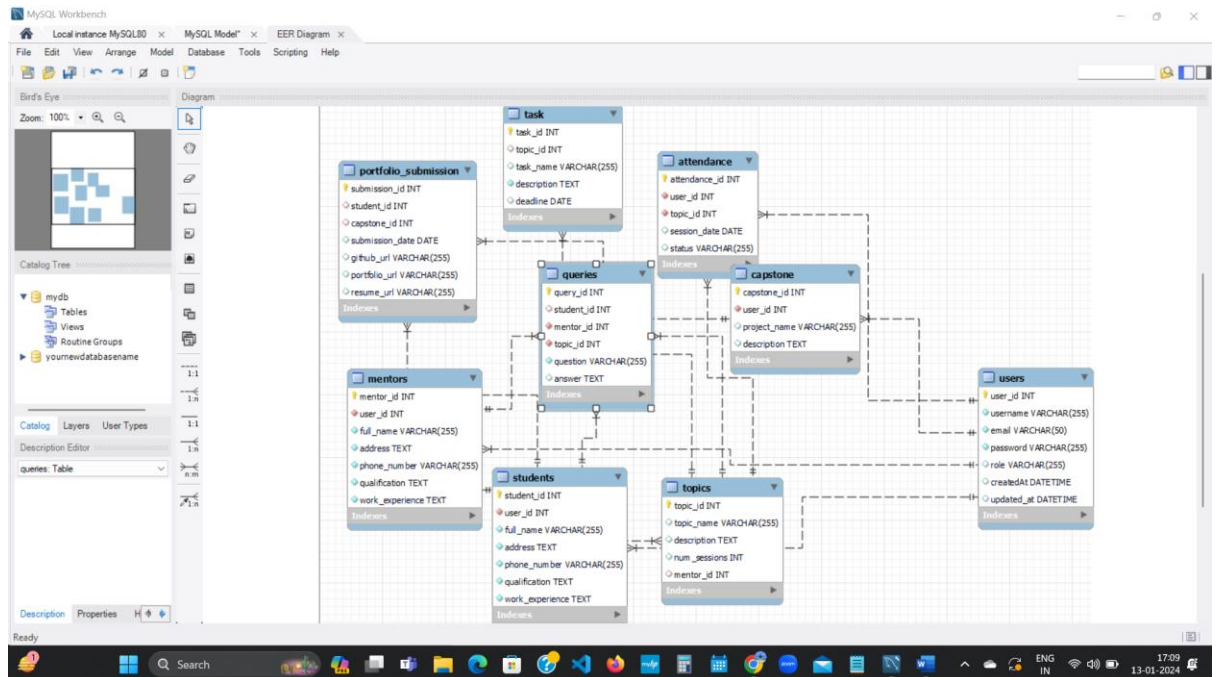 MySQL Workbench
Local instance MySQL80 × MySQL Model* × EER Diagram ×
File Edit View Arrange Model Database Tools Scripting Help
Bird's Eye
Zoom: 100%
Catalog Tree
mydb
Tables
Views
Routine Groups
yournewdatabasename
Catalog Layers User Types
Description Editor
queries: Table
Description Properties H
Ready
Diagram
1:1
1:n
1:1
1:n
n:m
1:n
task
task_id INT
topic_id INT
task_name VARCHAR(255)
description TEXT
deadline DATE
Indexes
portfolio_submission
submission_id INT
student_id INT
capstone_id INT
submission_date DATE
github_url VARCHAR(255)
portfolio_url VARCHAR(255)
resume_url VARCHAR(255)
Indexes
attendance
attendance_id INT
user_id INT
topic_id INT
session_date DATE
status VARCHAR(255)
Indexes
queries
query_id INT
student_id INT
mentor_id INT
topic_id INT
question VARCHAR(255)
answer TEXT
Indexes
capstone
capstone_id INT
user_id INT
project_name VARCHAR(255)
description TEXT
Indexes
mentors
mentor_id INT
user_id INT
full_name VARCHAR(255)
address TEXT
phone_number VARCHAR(255)
qualification TEXT
work_experience TEXT
Indexes
users
user_id INT
username VARCHAR(255)
email VARCHAR(50)
password VARCHAR(255)
role VARCHAR(255)
createdAt DATETIME
updated_at DATETIME
Indexes
students
student_id INT
user_id INT
full_name VARCHAR(255)
address TEXT
phone_number VARCHAR(255)
qualification TEXT
work_experience TEXT
Indexes
topics
topic_id INT
topic_name VARCHAR(255)
description TEXT
num_sessions INT
mentor_id INT
Indexes
Search
ENG
IN
17:09
13-01-2024